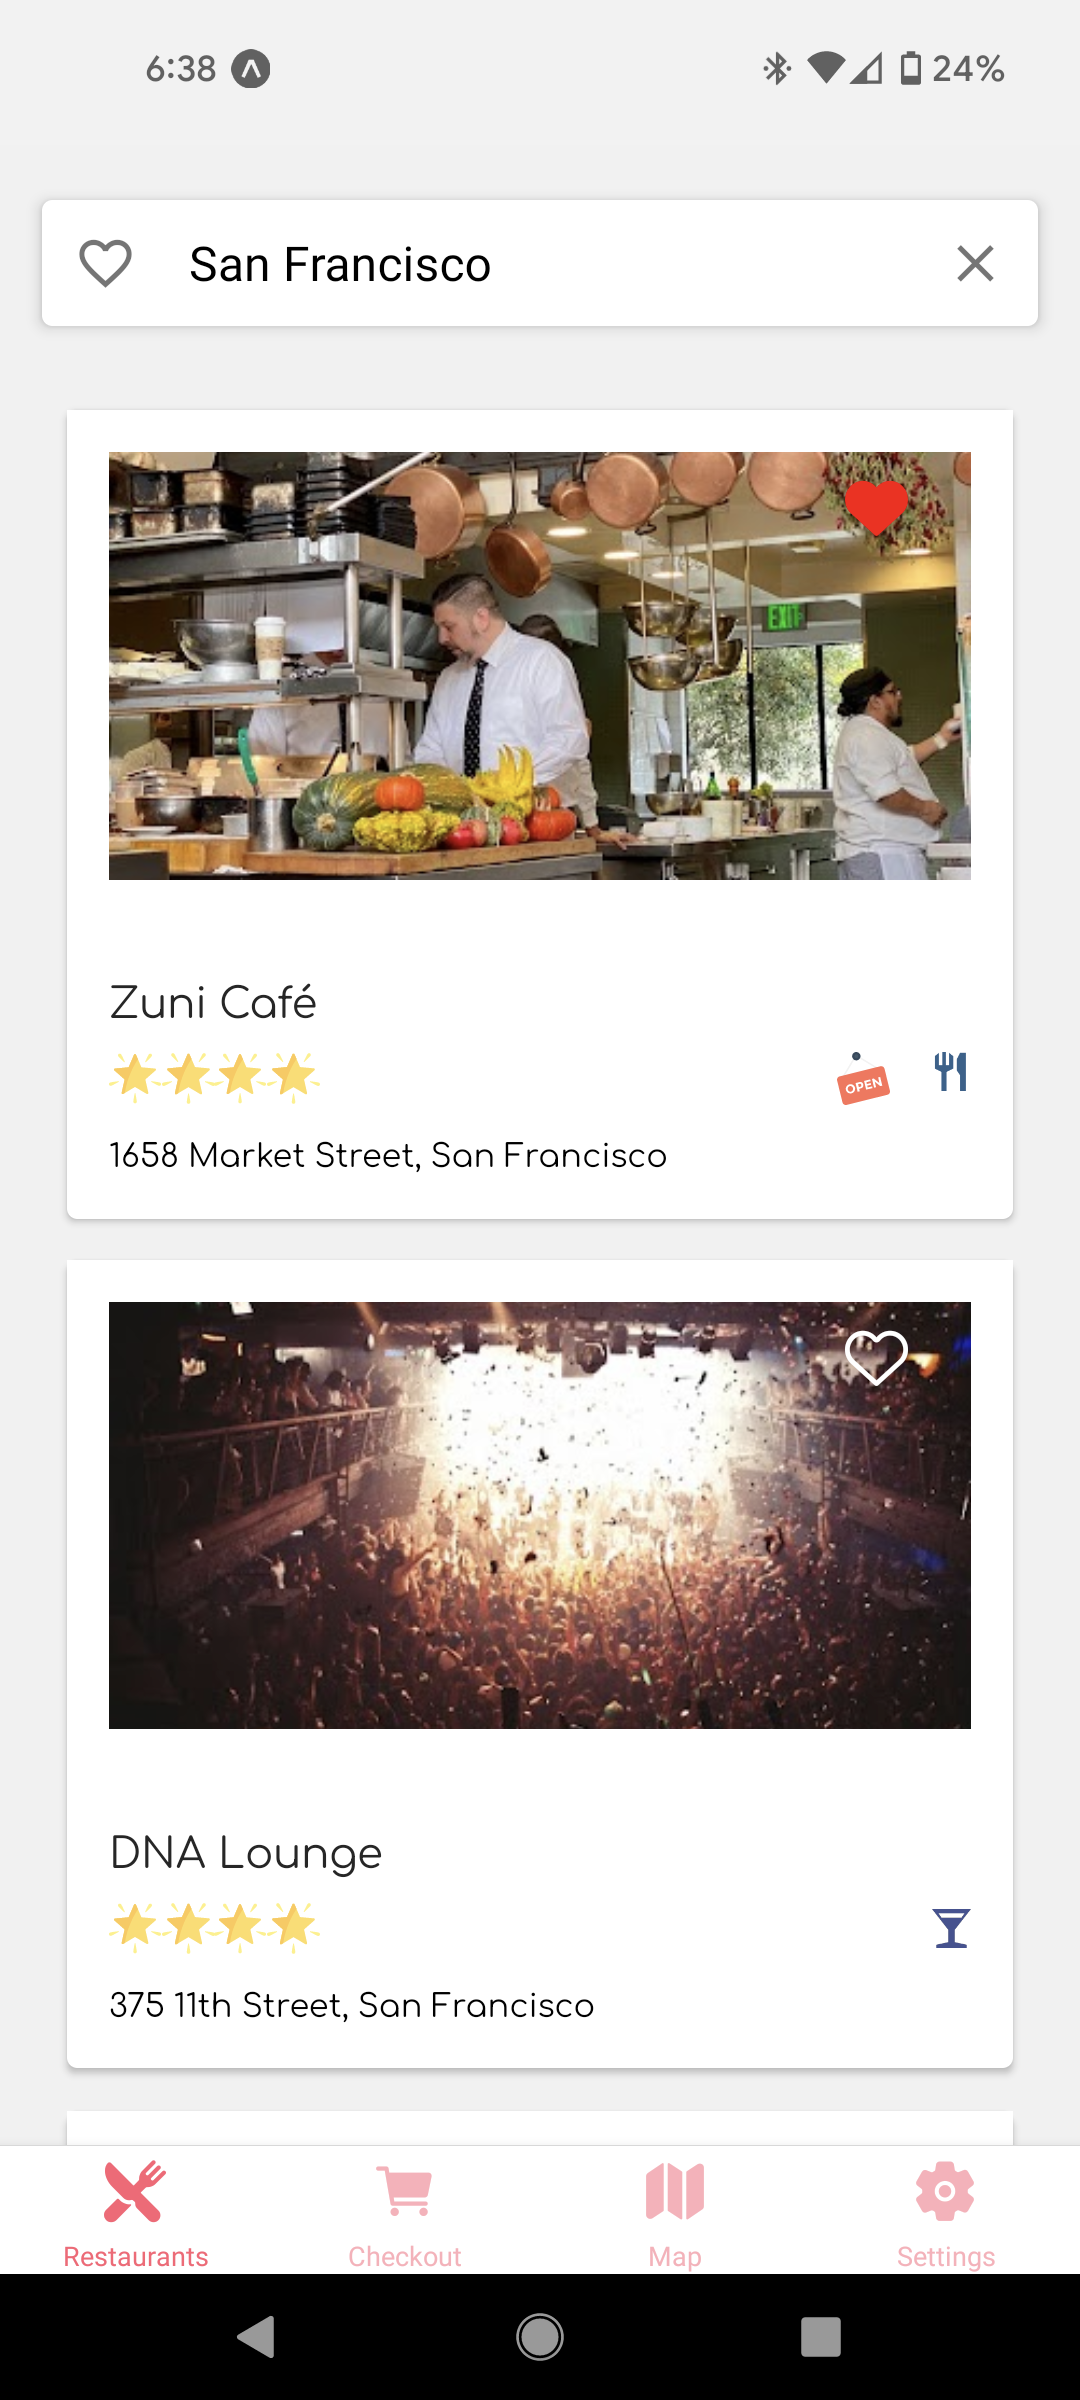 6:38
24%
San Francisco
EXIT
Zuni Café
OPEN
1658 Market Street, San Francisco
DNA Lounge
375 11th Street, San Francisco
Restaurants
Checkout
Map
Settings